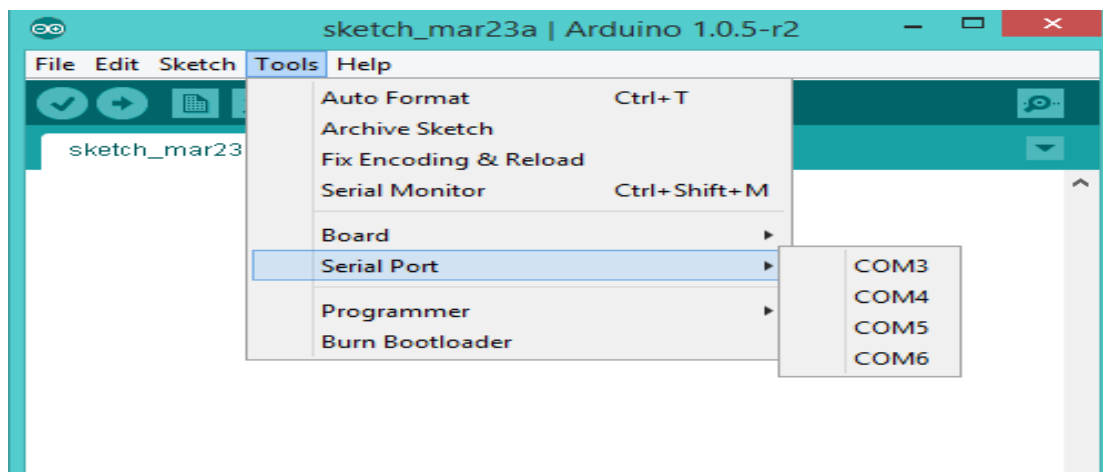 sketch_mar23a | Arduino 1.0.5-r2
File Edit Sketch Tools Help
sketch_mar23
Auto Format Ctrl+T
Archive Sketch
Fix Encoding & Reload
Serial Monitor Ctrl+Shift+M
Board
Serial Port
Programmer
Burn Bootloader
COM3
COM4
COM5
COM6